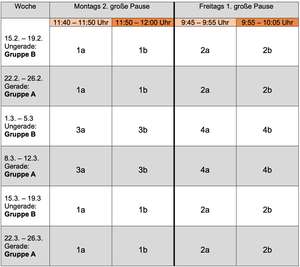 Woche Montags 2. große Pause Freitags 1. große Pause
11:40 – 11:50 Uhr 11:50 – 12:00 Uhr 9:45 – 9:55 Uhr 9:55 – 10:05 Uhr
15.2. – 19.2.
Ungerade:
Gruppe B
1a 1b 2a 2b
22.2. – 26.2.
Gerade:
Gruppe A
1a 1b 2a 2b
1.3. – 5.3
Ungerade:
Gruppe B
3a 3b 4a 4b
8.3. – 12.3.
Gerade:
Gruppe A
3a 3b 4a 4b
15.3. – 19.3
Ungerade:
Gruppe B
1a 1b 2a 2b
22.3. – 26.3.
Gerade:
Gruppe A
1a 1b 2a 2b